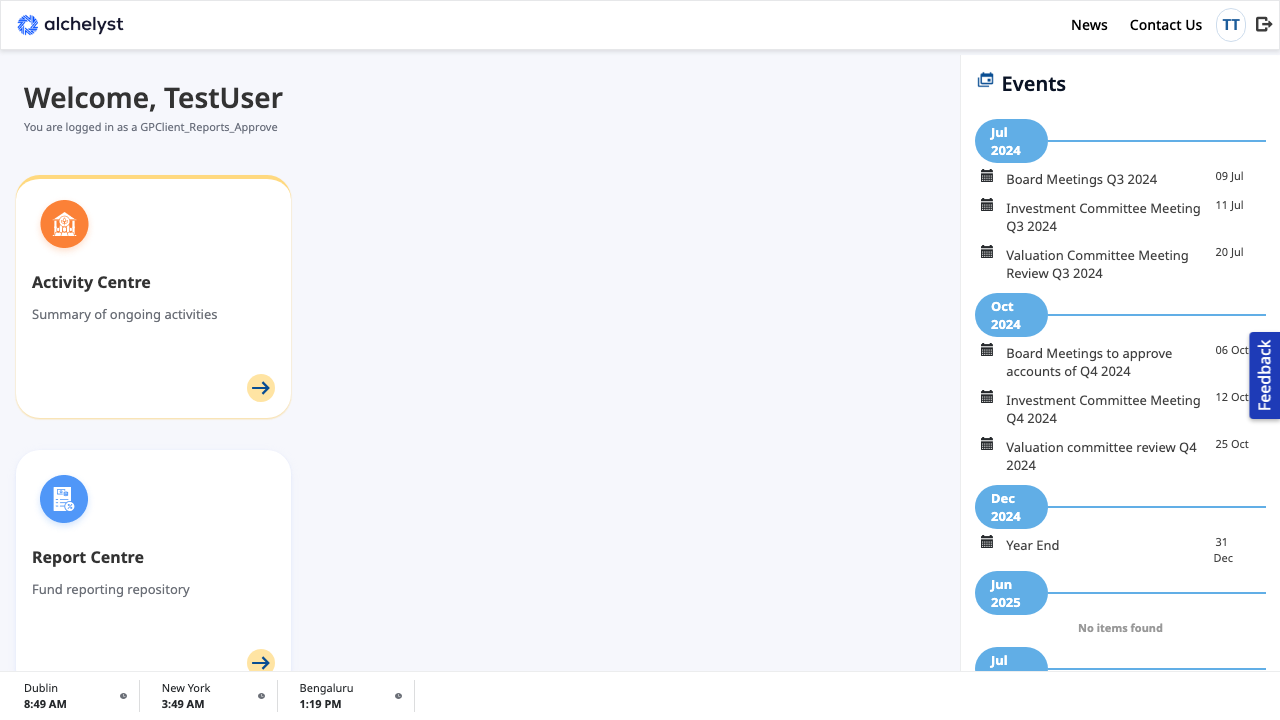 alchelyst
News
Contact Us
TT
Welcome, TestUser
You are logged in as a GPClient_Reports_Approve
Activity Centre
Summary of ongoing activities
Report Centre
Fund reporting repository
Events
Jul
2024
Board Meetings Q3 2024
09 Jul
Investment Committee Meeting
Q3 2024
11 Jul
Valuation Committee Meeting
Review Q3 2024
20 Jul
Oct
2024
Board Meetings to approve
accounts of Q4 2024
06 Oct
Investment Committee Meeting
Q4 2024
12 Oct
Valuation committee review Q4
2024
25 Oct
Dec
2024
Year End
31
Dec
Jun
2025
No items found
Jul
Feedback
Dublin
8:49 AM
New York
3:49 AM
Bengaluru
1:19 PM